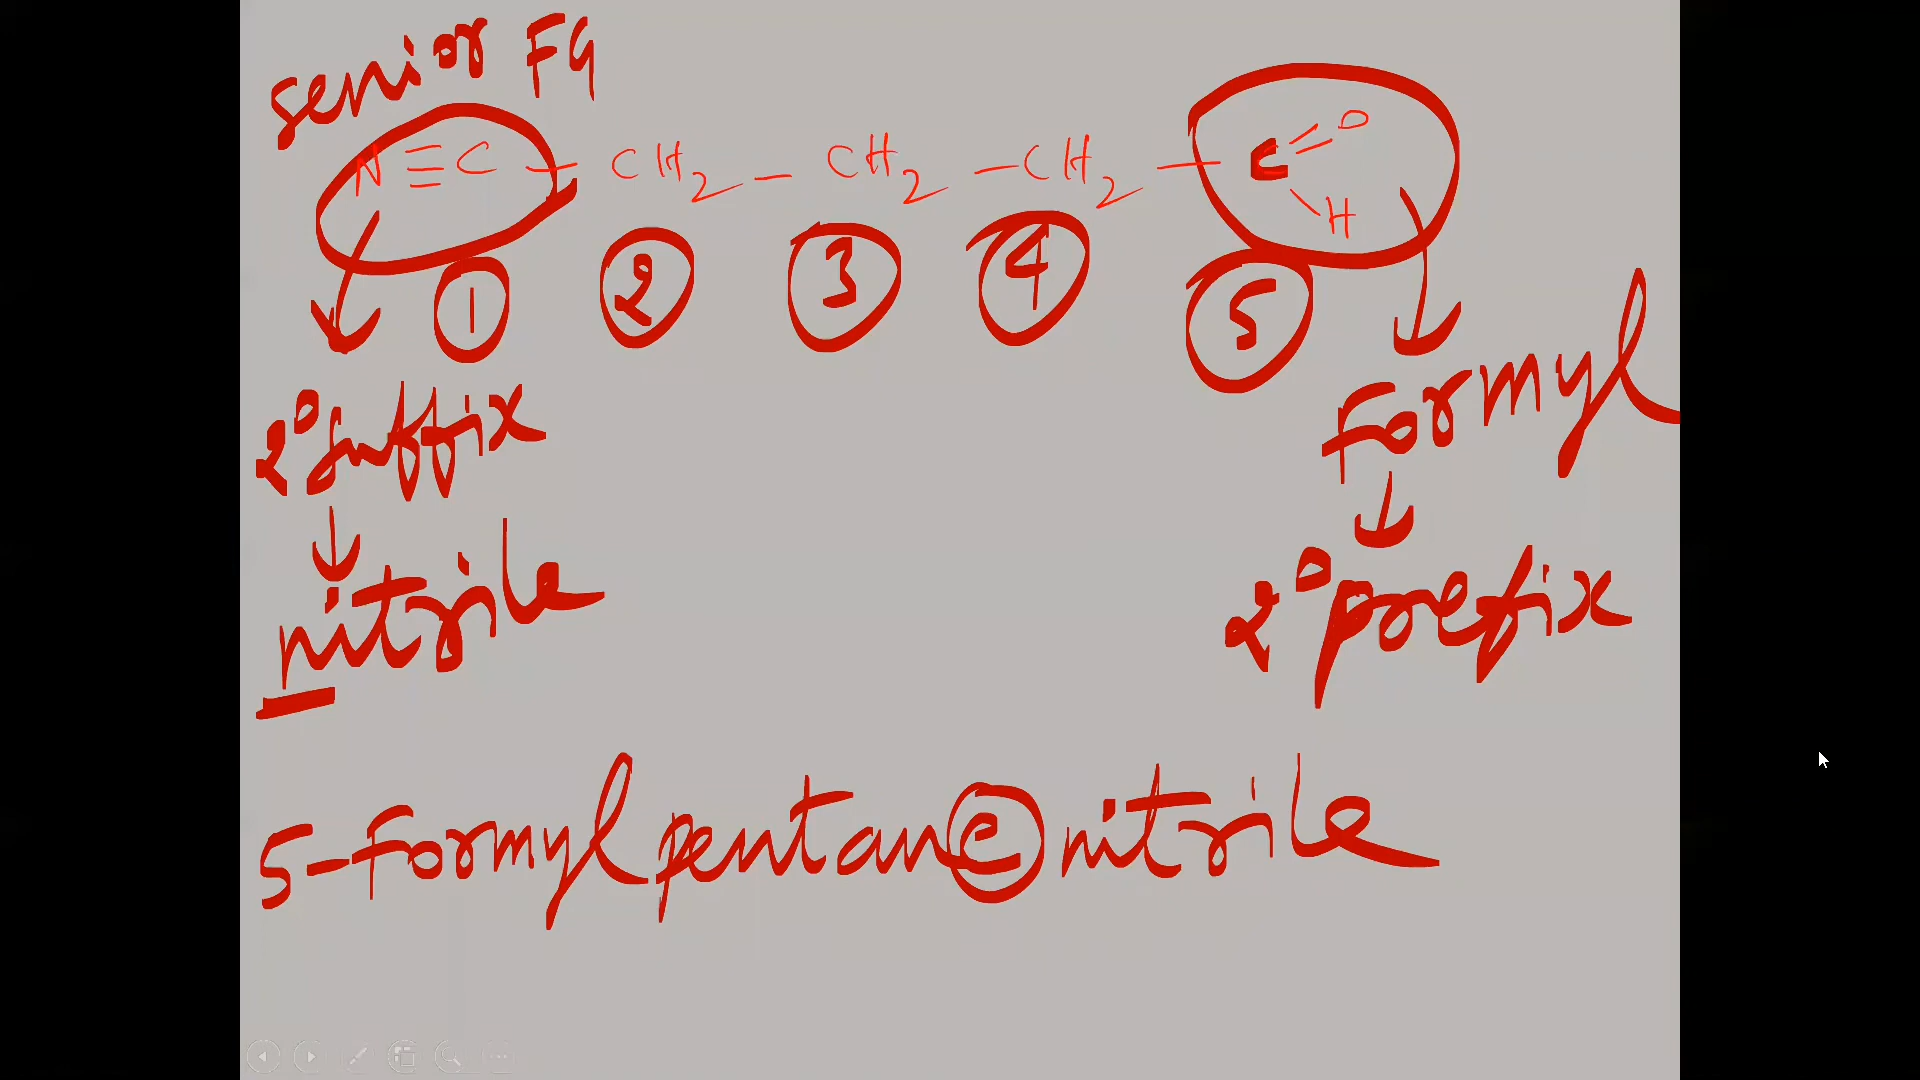 senior FG
N≡C-CH2-CH2-CH2-C=O
H
1 2 3 4 5
2° suffix
formyl
nitrile
2° prefix
5-formylpentanenitrile